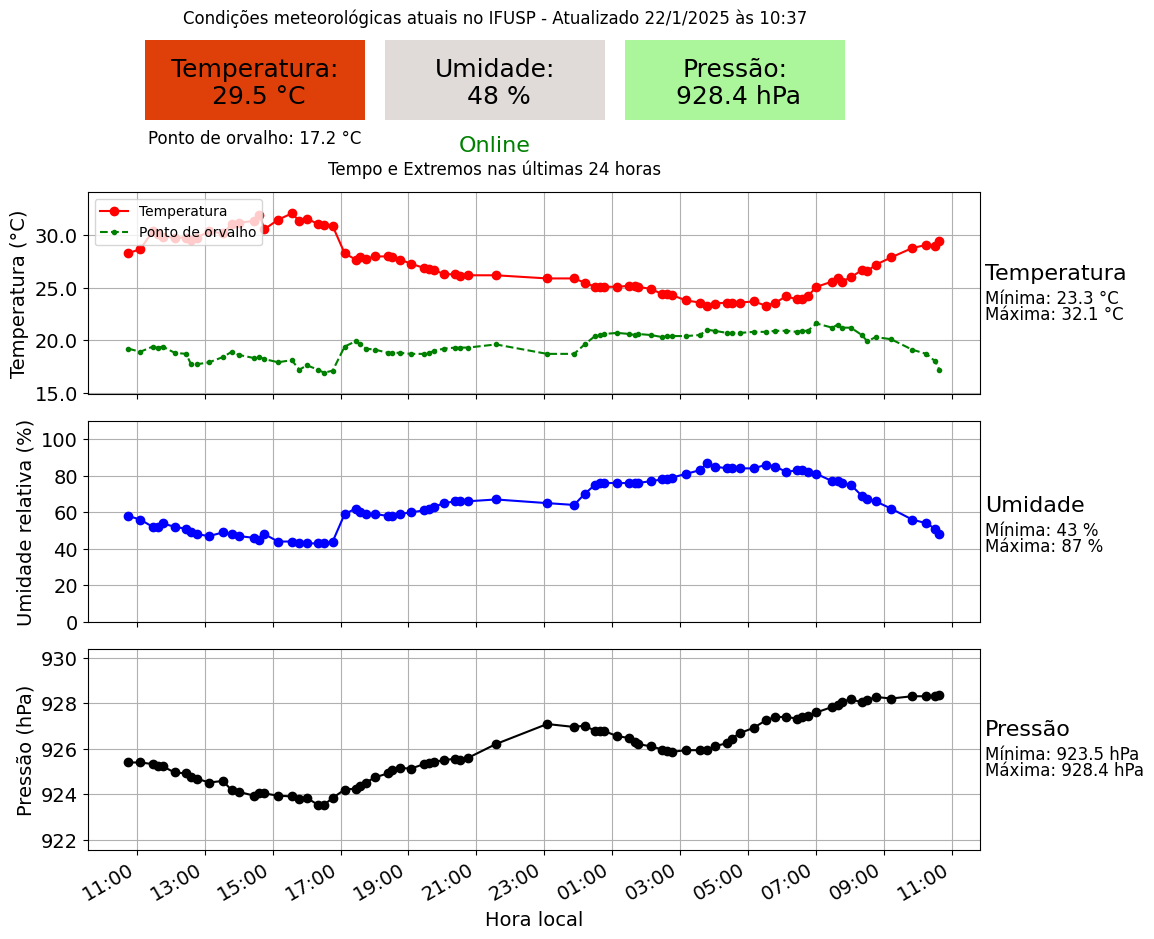 Condições meteorológicas atuais no IFUSP - Atualizado 22/1/2025 às 10:37
Temperatura:
29.5 °C
Umidade:
48 %
Pressão:
928.4 hPa
Ponto de orvalho: 17.2 °C
Online
Tempo e Extremos nas últimas 24 horas
Temperatura (°C)
30.0
25.0
20.0
15.0
Temperatura
Ponto de orvalho
Temperatura
Mínima: 23.3 °C
Máxima: 32.1 °C
Umidade relativa (%)
100
80
60
40
20
0
Umidade
Mínima: 43 %
Máxima: 87 %
Pressão (hPa)
930
928
926
924
922
Pressão
Mínima: 923.5 hPa
Máxima: 928.4 hPa
11:00
13:00
15:00
17:00
19:00
21:00
23:00
01:00
03:00
05:00
07:00
09:00
11:00
Hora local